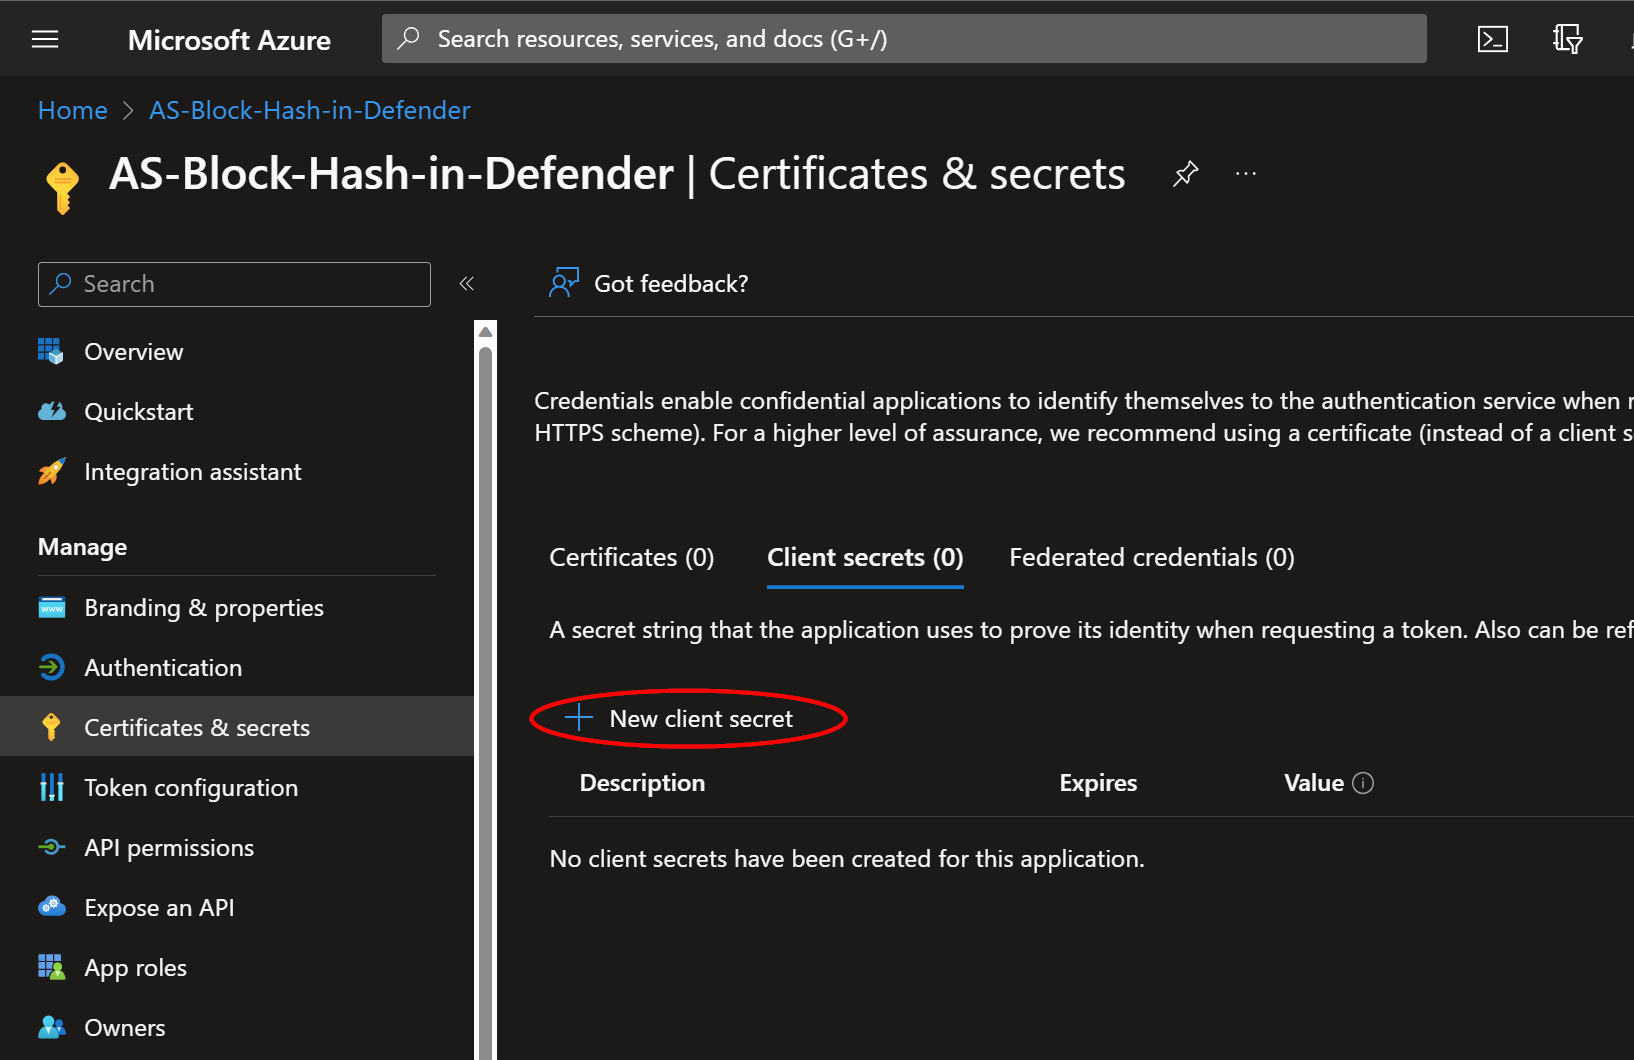 Microsoft Azure
Search resources, services, and docs (G+/)
Home > AS-Block-Hash-in-Defender
AS-Block-Hash-in-Defender | Certificates & secrets
Search
Got feedback?
Overview
Quickstart
Integration assistant
Manage
Branding & properties
Authentication
Certificates & secrets
Token configuration
API permissions
Expose an API
App roles
Owners
Credentials enable confidential applications to identify themselves to the authentication service when
HTTPS scheme). For a higher level of assurance, we recommend using a certificate (instead of a client
Certificates (0) Client secrets (0) Federated credentials (0)
A secret string that the application uses to prove its identity when requesting a token. Also can be
New client secret
Description Expires Value
No client secrets have been created for this application.